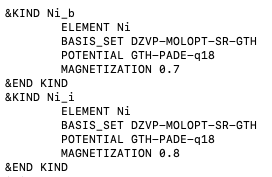 &KIND Ni_b
        ELEMENT Ni
        BASIS_SET DZVP-MOLOPT-SR-GTH
        POTENTIAL GTH-PADE-q18
        MAGNETIZATION 0.7
&END KIND
&KIND Ni_i
        ELEMENT Ni
        BASIS_SET DZVP-MOLOPT-SR-GTH
        POTENTIAL GTH-PADE-q18
        MAGNETIZATION 0.8
&END KIND